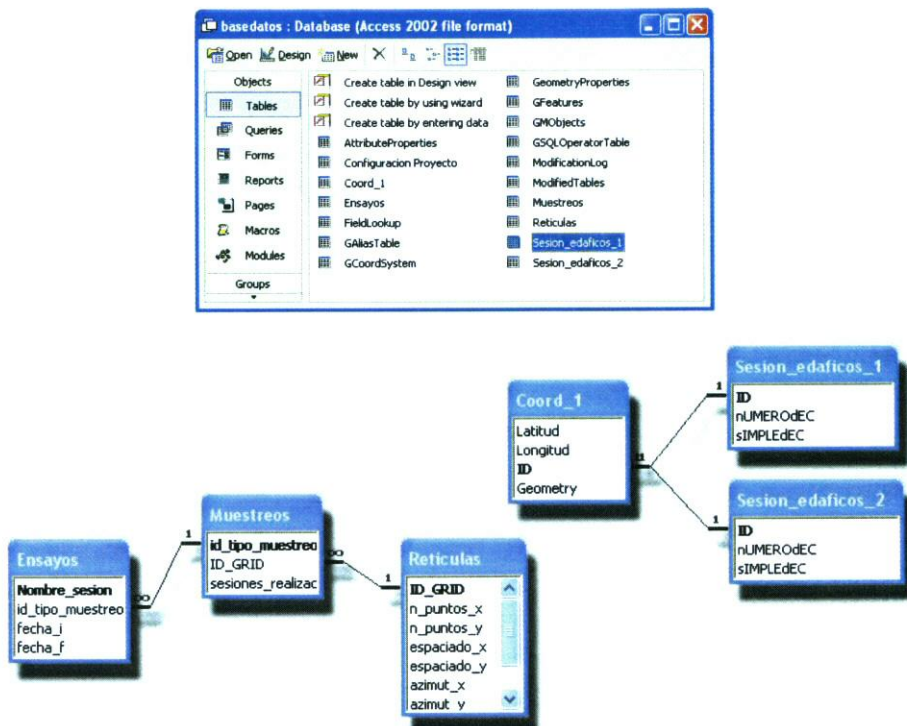 basedatos : Database (Access 2002 file format)
Open Design New
Objects
Tables
Queries
Forms
Reports
Pages
Macros
Modules
Groups
Create table in Design view
Create table by using wizard
Create table by entering data
AttributeProperties
Configuracion Proyecto
Coord_1
Ensayos
FieldLookup
GAliasTable
GCoordSystem
GeometryProperties
GFeatures
GMObjects
GSQLOperatorTable
ModificationLog
ModifiedTables
Muestreos
Reticulas
Sesion_edaficos_1
Sesion_edaficos_2
Ensayos
Nombre_sesion
id_tipo_muestreo
fecha_i
fecha_f
∞
1
Muestreos
id_tipo_muestreo
ID_GRID
sesiones_realizac
∞
1
Reticulas
ID_GRID
n_puntos_x
n_puntos_y
espaciado_x
espaciado_y
azimut_x
azimut_y
Coord_1
Latitud
Longitud
ID
Geometry
1
Sesion_edaficos_1
ID
nUMEROdEC
sIMPLEdEC
1
Sesion_edaficos_2
ID
nUMEROdEC
sIMPLEdEC